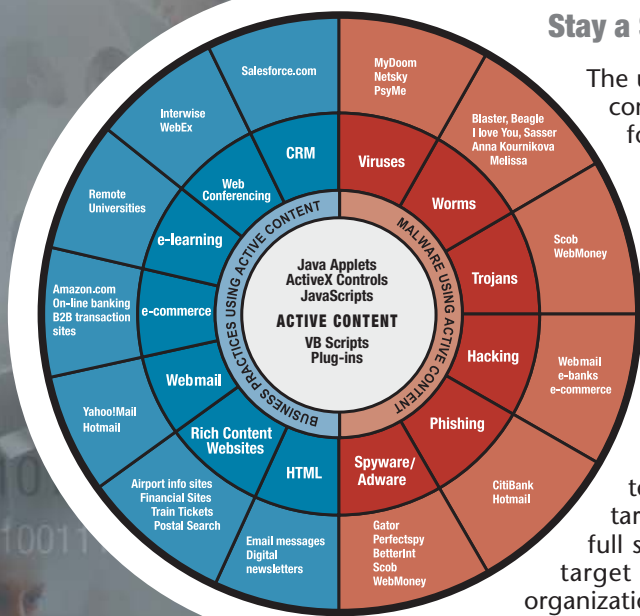 Stay a
The
con
fo
Salesforce.com
MyDoom
Netsky
PsyMe
Interwise
WebEx
Blaster, Beagle
I love You, Sasser
Anna Kournikova
Melissa
CRM
Viruses
Web
Conferencing
Worms
Remote
Universities
e-learning
BUSINESS PRACTICES USING ACTIVE CONTENT
MALWARE USING ACTIVE CONTENT
Java Applets
ActiveX Controls
JavaScripts
ACTIVE CONTENT
VB Scripts
Plug-ins
Trojans
Scob
WebMoney
Amazon.com
On-line banking
B2B transaction
sites
e-commerce
Hacking
Webmail
e-banks
e-commerce
Webmail
Yahoo!Mail
Hotmail
Rich Content
Websites
Phishing
HTML
Spyware/
Adware
Airport info sites
Financial Sites
Train Tickets
Postal Search
CitiBank
Hotmail
Email messages
Digital
newsletters
Gator
Perfectspy
BetterInt
Scob
WebMoney
to
tar
full s
target
organizatio
10
10011